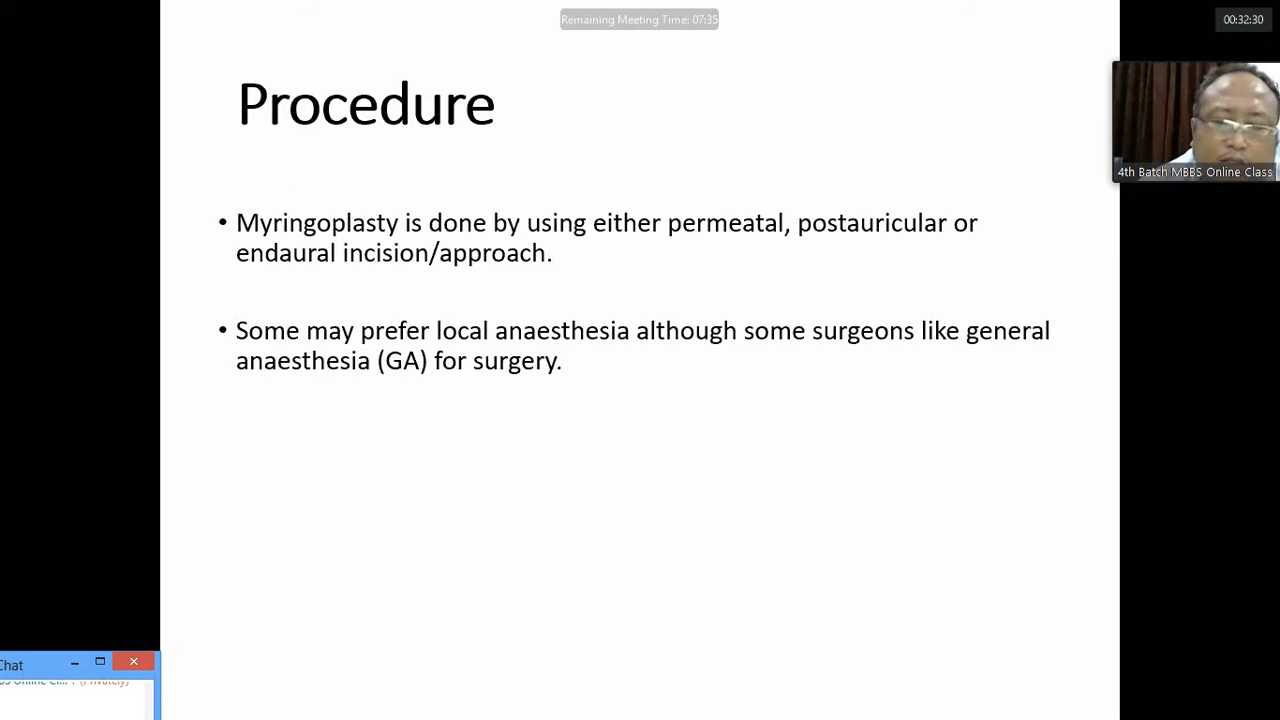 Remaining Meeting Time: 07:35
00:32:30
Procedure
4th Batch MBBS Online Class
• Myringoplasty is done by using either permeatal, postauricular or
endaural incision/approach.
• Some may prefer local anaesthesia although some surgeons like general
anaesthesia (GA) for surgery.
Chat
(Privately)